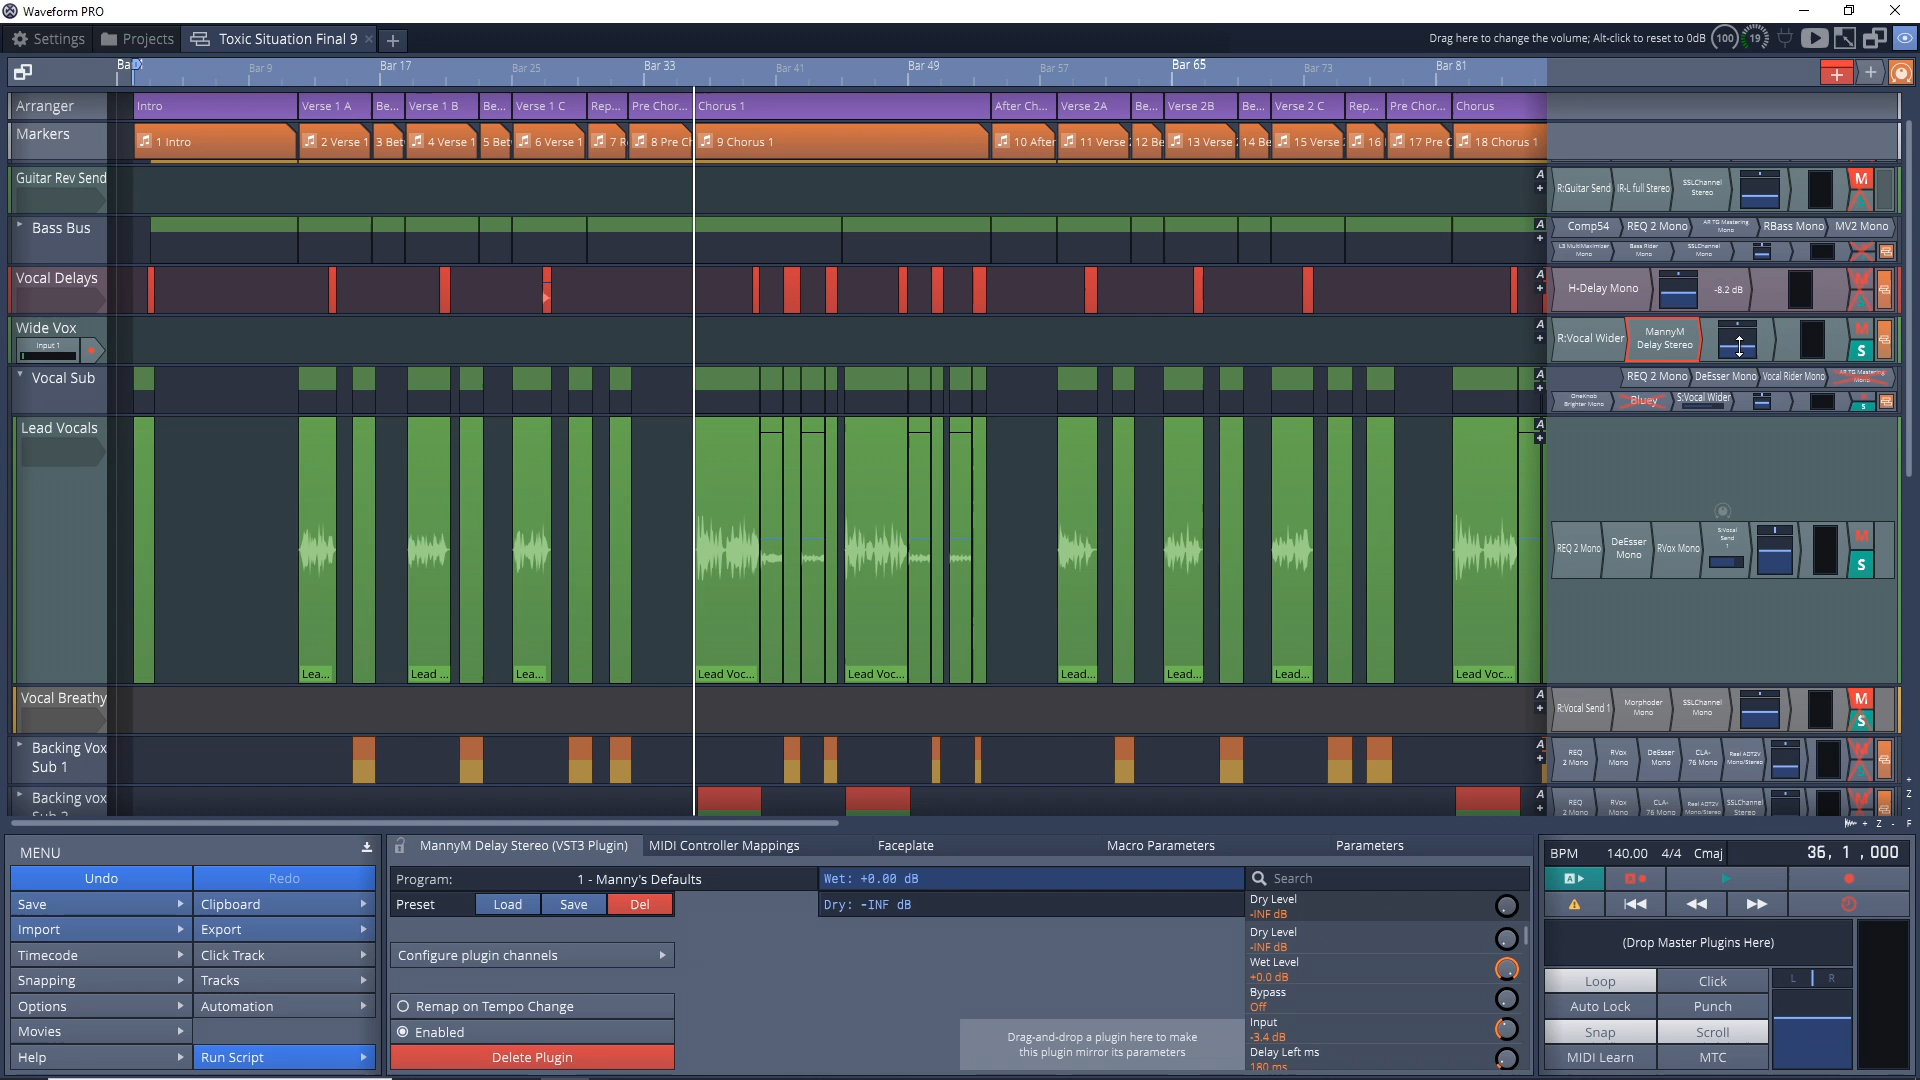 Waveform PRO
Settings
Projects
Toxic Situation Final 9
Drag here to change the volume; Alt-click to reset to 0dB
100
19
Bar 9
Bar 17
Bar 25
Bar 33
Bar 41
Bar 49
Bar 57
Bar 65
Bar 73
Bar 81
Arranger
Intro
Verse 1 A
Be...
Verse 1 B
Be...
Verse 1 C
Rep...
Pre Chor...
Chorus 1
After Ch...
Verse 2A
Be...
Verse 2B
Be...
Verse 2 C
Rep...
Pre Chor...
Chorus
Markers
1 Intro
2 Verse 1
3 Bet
4 Verse 1
5 Bet
6 Verse 1
7 R
8 Pre C
9 Chorus 1
10 After
11 Verse
12 Be
13 Verse
14 Be
15 Verse
16
17 Pre C
18 Chorus 1
Guitar Rev Send
A
R:Guitar Send
IR-L full Stereo
SSLChannel
Stereo
M
Bass Bus
A
Comp54
REQ 2 Mono
AR TG Mastering
Mono
RBass Mono
MV2 Mono
L3 MultiMaximiser
Mono
Bass Rider
Mono
SSLChannel
Mono
Vocal Delays
A
H-Delay Mono
-8.2 dB
M
Wide Vox
Input 1
A
R:Vocal Wider
MannyM
Delay Stereo
M
S
Vocal Sub
A
REQ 2 Mono
DeEsser Mono
Vocal Rider Mono
AR TG Mastering
Mono
OneKnob
Brighter Mono
Bluey
S:Vocal Wider
S
Lead Vocals
A
Lea...
Lead ...
Lea...
Lead Voc...
Lead Voc...
Lead...
Lead...
Lead...
Lead Voc...
REQ 2 Mono
DeEsser
Mono
RVox Mono
S:Vocal
Send
1
M
S
Vocal Breathy
A
R:Vocal Send 1
Morphoder
Mono
SSLChannel
Mono
M
S
Backing Vox
Sub 1
A
REQ
2 Mono
RVox
Mono
DeEsser
Mono
CLA-
76 Mono
Reel ADT2V
Mono/Stereo
M
Backing vox
A
REQ
2 Mono
RVox
Mono
CLA-
76 Mono
Reel ADT2V
Mono/Stereo
SSLChannel
Stereo
M
Z
+ Z - F
MENU
Undo
Redo
Save
Clipboard
Import
Export
Timecode
Click Track
Snapping
Tracks
Options
Automation
Movies
Help
Run Script
MannyM Delay Stereo (VST3 Plugin)
MIDI Controller Mappings
Faceplate
Macro Parameters
Parameters
Program:
1 - Manny's Defaults
Wet: +0.00 dB
Search
Preset
Load
Save
Del
Dry: -INF dB
Configure plugin channels
Remap on Tempo Change
Enabled
Delete Plugin
Drag-and-drop a plugin here to make
this plugin mirror its parameters
Dry Level
-INF dB
Dry Level
-INF dB
Wet Level
+0.0 dB
Bypass
Off
Input
-3.4 dB
Delay Left ms
180 ms
BPM
140.00
4/4
Cmaj
36, 1 , 000
(Drop Master Plugins Here)
Loop
Click
L
R
Auto Lock
Punch
Snap
Scroll
MIDI Learn
MTC